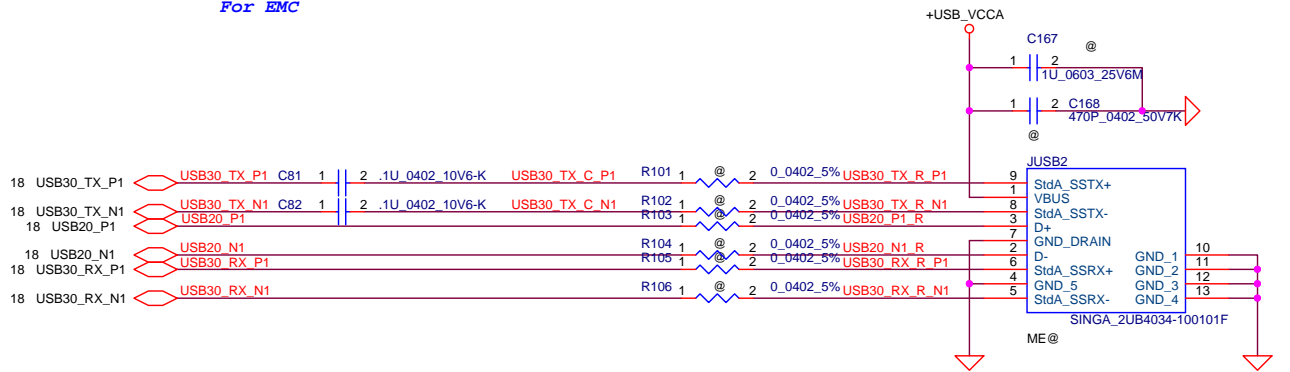 For EMC
+USB_VCCA
C167
@
1 2
1U_0603_25V6M
1 2 C168
470P_0402_50V7K
@
JUSB2
18 USB30_TX_P1 USB30_TX_P1 C81 1 2 .1U_0402_10V6-K USB30_TX_C_P1 R101 1 @ 2 0_0402_5% USB30_TX_R_P1 9 StdA_SSTX+
1 VBUS
18 USB30_TX_N1 USB30_TX_N1 C82 1 2 .1U_0402_10V6-K USB30_TX_C_N1 R102 1 @ 2 0_0402_5% USB30_TX_R_N1 8 StdA_SSTX-
18 USB20_P1 USB20_P1 R103 1 @ 2 0_0402_5% USB20_P1_R 3 D+
7 GND_DRAIN
18 USB20_N1 USB20_N1 R104 1 @ 2 0_0402_5% USB20_N1_R 2 D- GND_1 10
18 USB30_RX_P1 USB30_RX_P1 R105 1 @ 2 0_0402_5% USB30_RX_R_P1 6 StdA_SSRX+ GND_2 11
4 GND_5 GND_3 12
18 USB30_RX_N1 USB30_RX_N1 R106 1 @ 2 0_0402_5% USB30_RX_R_N1 5 StdA_SSRX- GND_4 13
SINGA_2UB4034-100101F
ME@